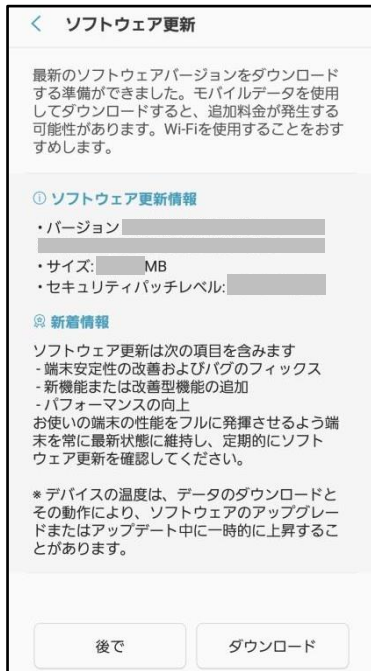 ソフトウェア更新
最新のソフトウェアバージョンをダウンロード
する準備ができました。モバイルデータを使用
してダウンロードすると、追加料金が発生する
可能性があります。Wi-Fiを使用することをおす
すめします。
ソフトウェア更新情報
・バージョン
・サイズ: MB
・セキュリティパッチレベル:
新着情報
ソフトウェア更新は次の項目を含みます
- 端末安定性の改善およびバグのフィックス
- 新機能または改善型機能の追加
- パフォーマンスの向上
お使いの端末の性能をフルに発揮させるよう端
末を常に最新状態に維持し、定期的にソフト
ウェア更新を確認してください。
* デバイスの温度は、データのダウンロードと
その動作により、ソフトウェアのアップグレー
ドまたはアップデート中に一時的に上昇するこ
とがあります。
後で
ダウンロード